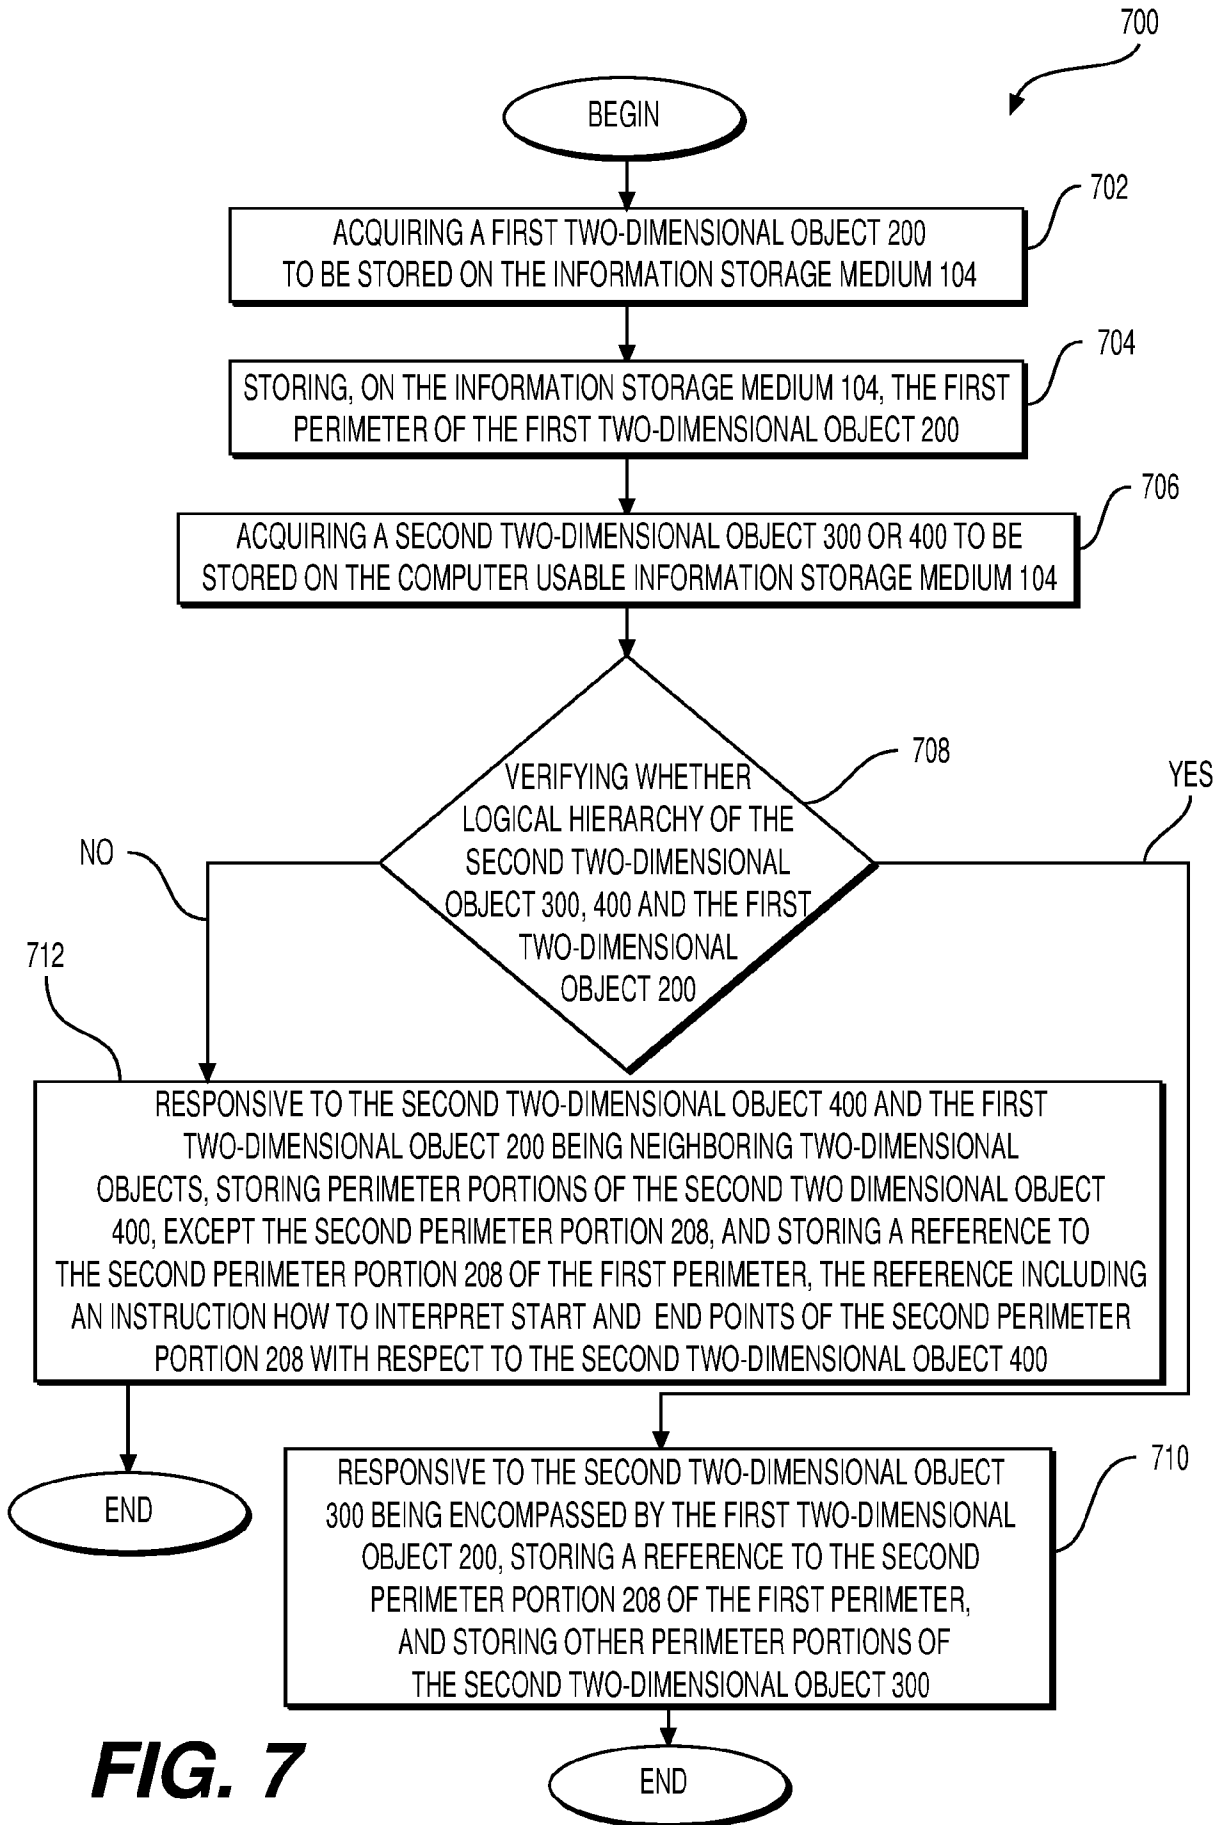 700
BEGIN
702
ACQUIRING A FIRST TWO-DIMENSIONAL OBJECT 200
TO BE STORED ON THE INFORMATION STORAGE MEDIUM 104
704
STORING, ON THE INFORMATION STORAGE MEDIUM 104, THE FIRST
PERIMETER OF THE FIRST TWO-DIMENSIONAL OBJECT 200
706
ACQUIRING A SECOND TWO-DIMENSIONAL OBJECT 300 OR 400 TO BE
STORED ON THE COMPUTER USABLE INFORMATION STORAGE MEDIUM 104
708
VERIFYING WHETHER
LOGICAL HIERARCHY OF THE
SECOND TWO-DIMENSIONAL
OBJECT 300, 400 AND THE FIRST
TWO-DIMENSIONAL
OBJECT 200
YES
NO
712
RESPONSIVE TO THE SECOND TWO-DIMENSIONAL OBJECT 400 AND THE FIRST
TWO-DIMENSIONAL OBJECT 200 BEING NEIGHBORING TWO-DIMENSIONAL
OBJECTS, STORING PERIMETER PORTIONS OF THE SECOND TWO DIMENSIONAL OBJECT
400, EXCEPT THE SECOND PERIMETER PORTION 208, AND STORING A REFERENCE TO
THE SECOND PERIMETER PORTION 208 OF THE FIRST PERIMETER, THE REFERENCE INCLUDING
AN INSTRUCTION HOW TO INTERPRET START AND END POINTS OF THE SECOND PERIMETER
PORTION 208 WITH RESPECT TO THE SECOND TWO-DIMENSIONAL OBJECT 400
END
710
RESPONSIVE TO THE SECOND TWO-DIMENSIONAL OBJECT
300 BEING ENCOMPASSED BY THE FIRST TWO-DIMENSIONAL
OBJECT 200, STORING A REFERENCE TO THE SECOND
PERIMETER PORTION 208 OF THE FIRST PERIMETER,
AND STORING OTHER PERIMETER PORTIONS OF
THE SECOND TWO-DIMENSIONAL OBJECT 300
END
FIG. 7